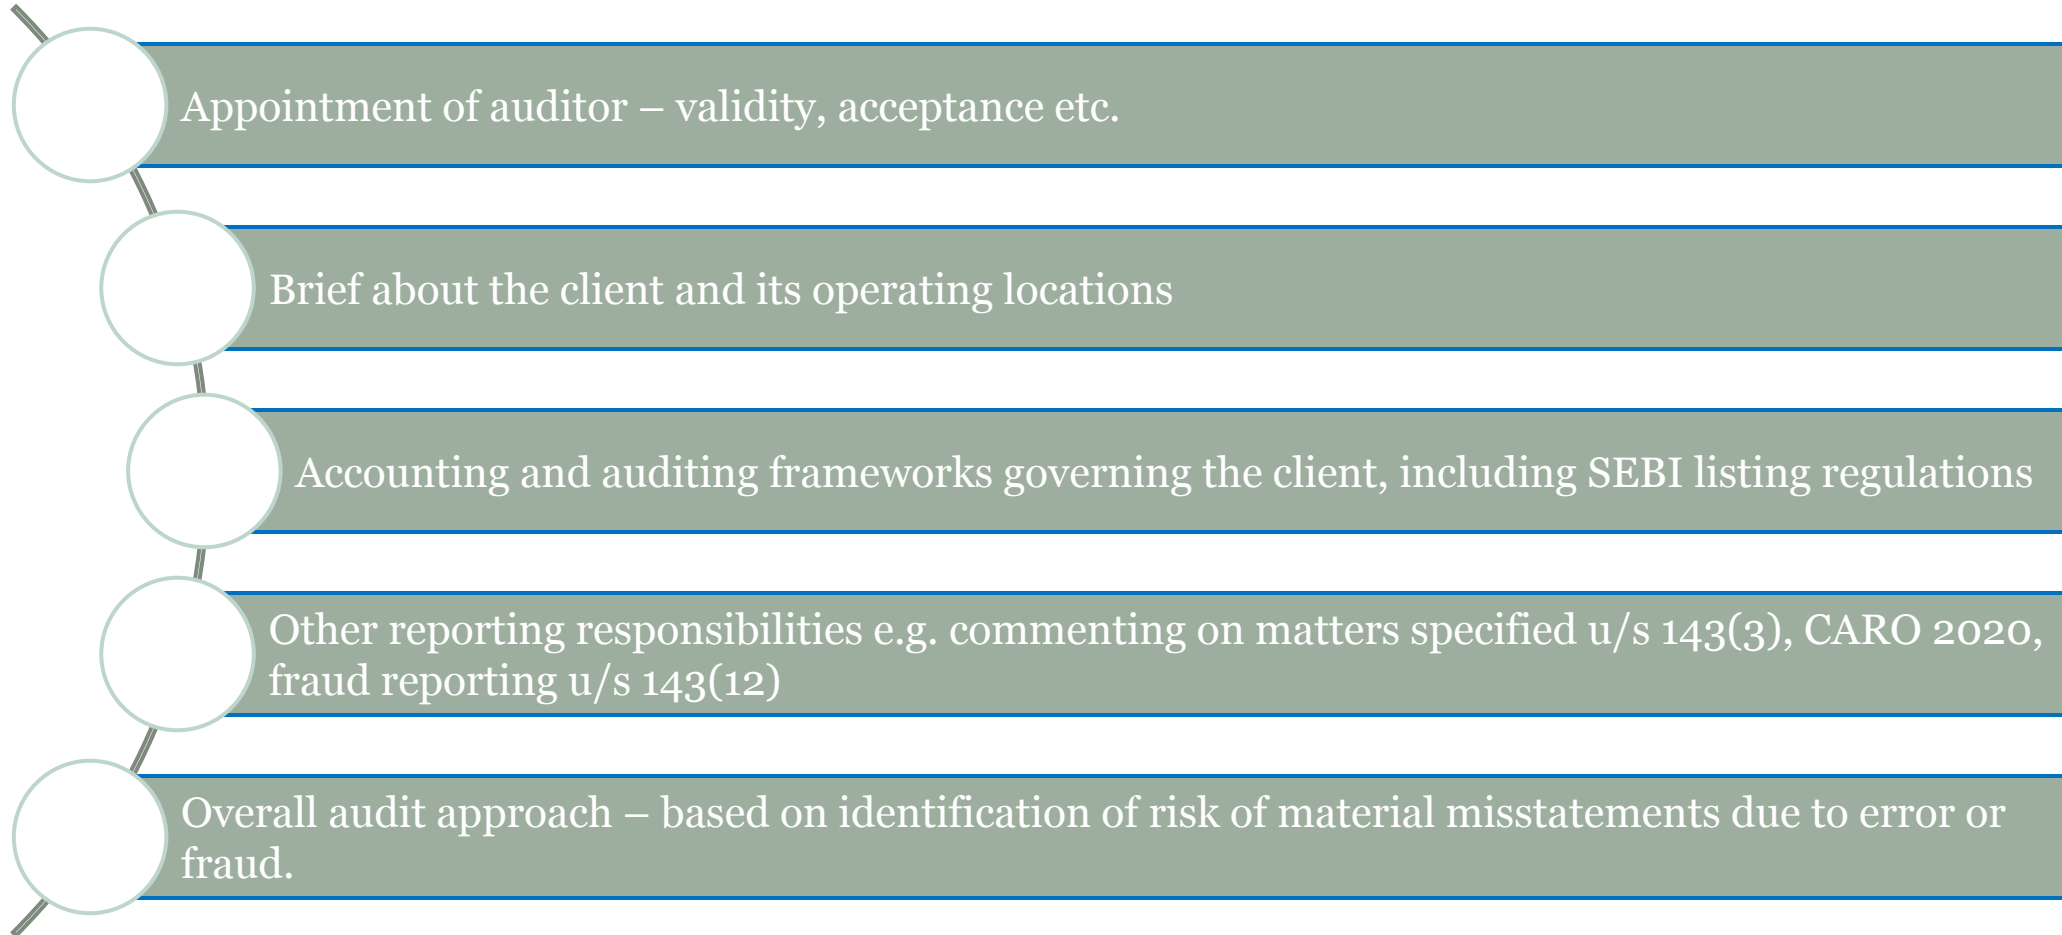 Appointment of auditor – validity, acceptance etc.
Brief about the client and its operating locations
Accounting and auditing frameworks governing the client, including SEBI listing regulations
Other reporting responsibilities e.g. commenting on matters specified u/s 143(3), CARO 2020,
fraud reporting u/s 143(12)
Overall audit approach – based on identification of risk of material misstatements due to error or
fraud.